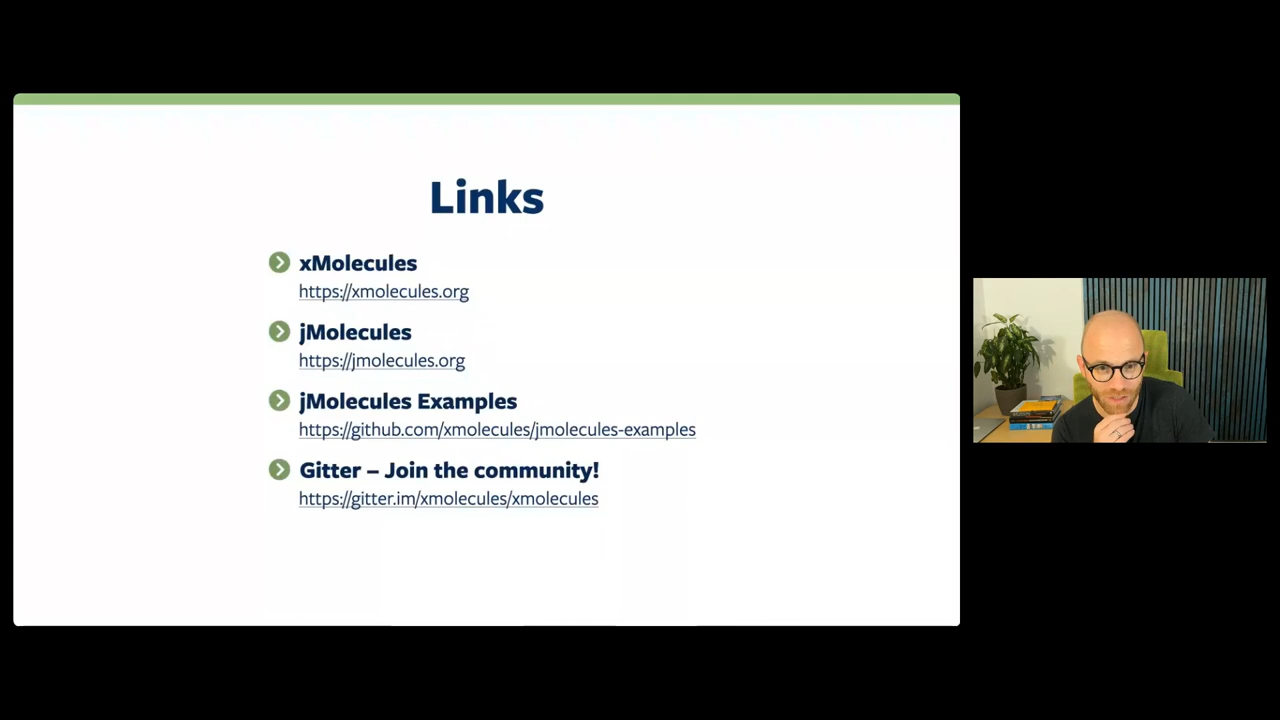 Links
xMolecules
https://xmolecules.org
jMolecules
https://jmolecules.org
jMolecules Examples
https://github.com/xmolecules/jmolecules-examples
Gitter – Join the community!
https://gitter.im/xmolecules/xmolecules